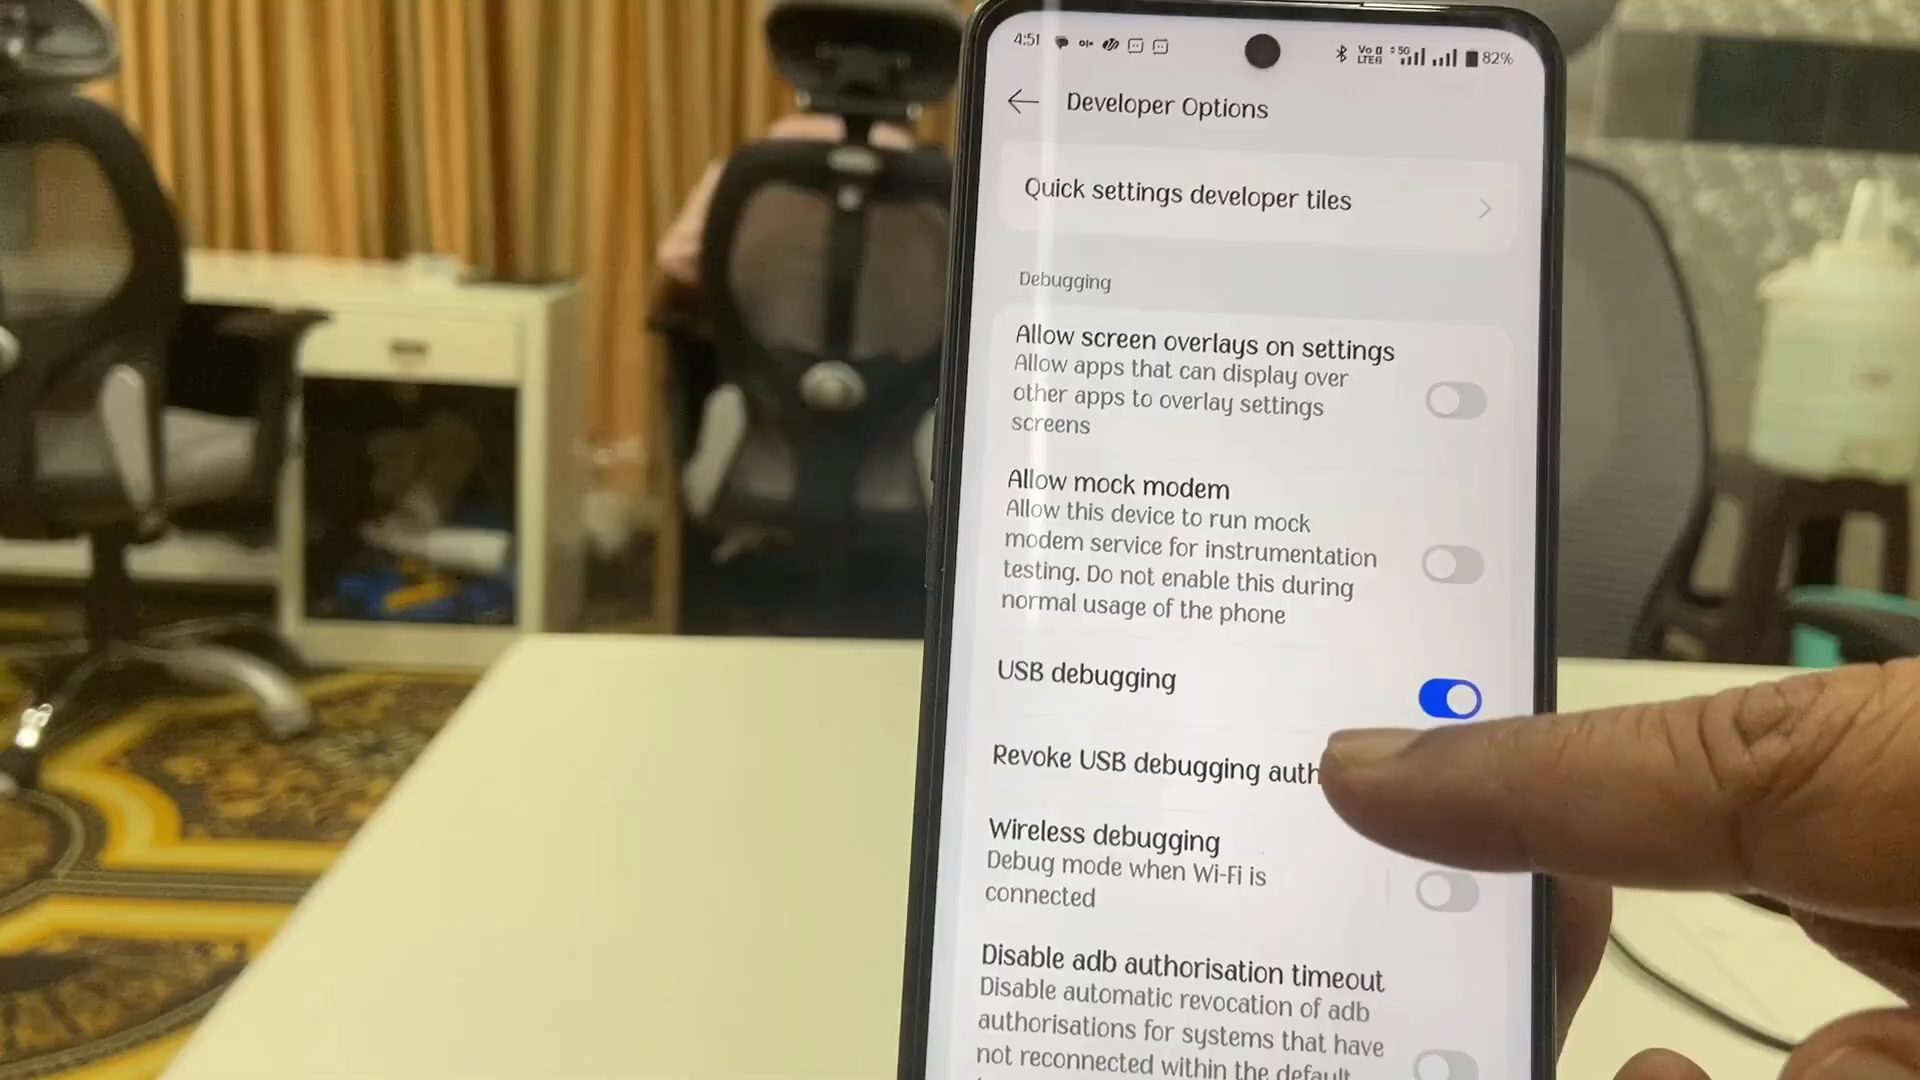 4:51
Vo
LTE
5G
82%
Developer Options
Quick settings developer tiles
Debugging
Allow screen overlays on settings
Allow apps that can display over
other apps to overlay settings
screens
Allow mock modem
Allow this device to run mock
modem service for instrumentation
testing. Do not enable this during
normal usage of the phone
USB debugging
Revoke USB debugging auth
Wireless debugging
Debug mode when Wi-Fi is
connected
Disable adb authorisation timeout
Disable automatic revocation of adb
authorisations for systems that have
not reconnected within the default